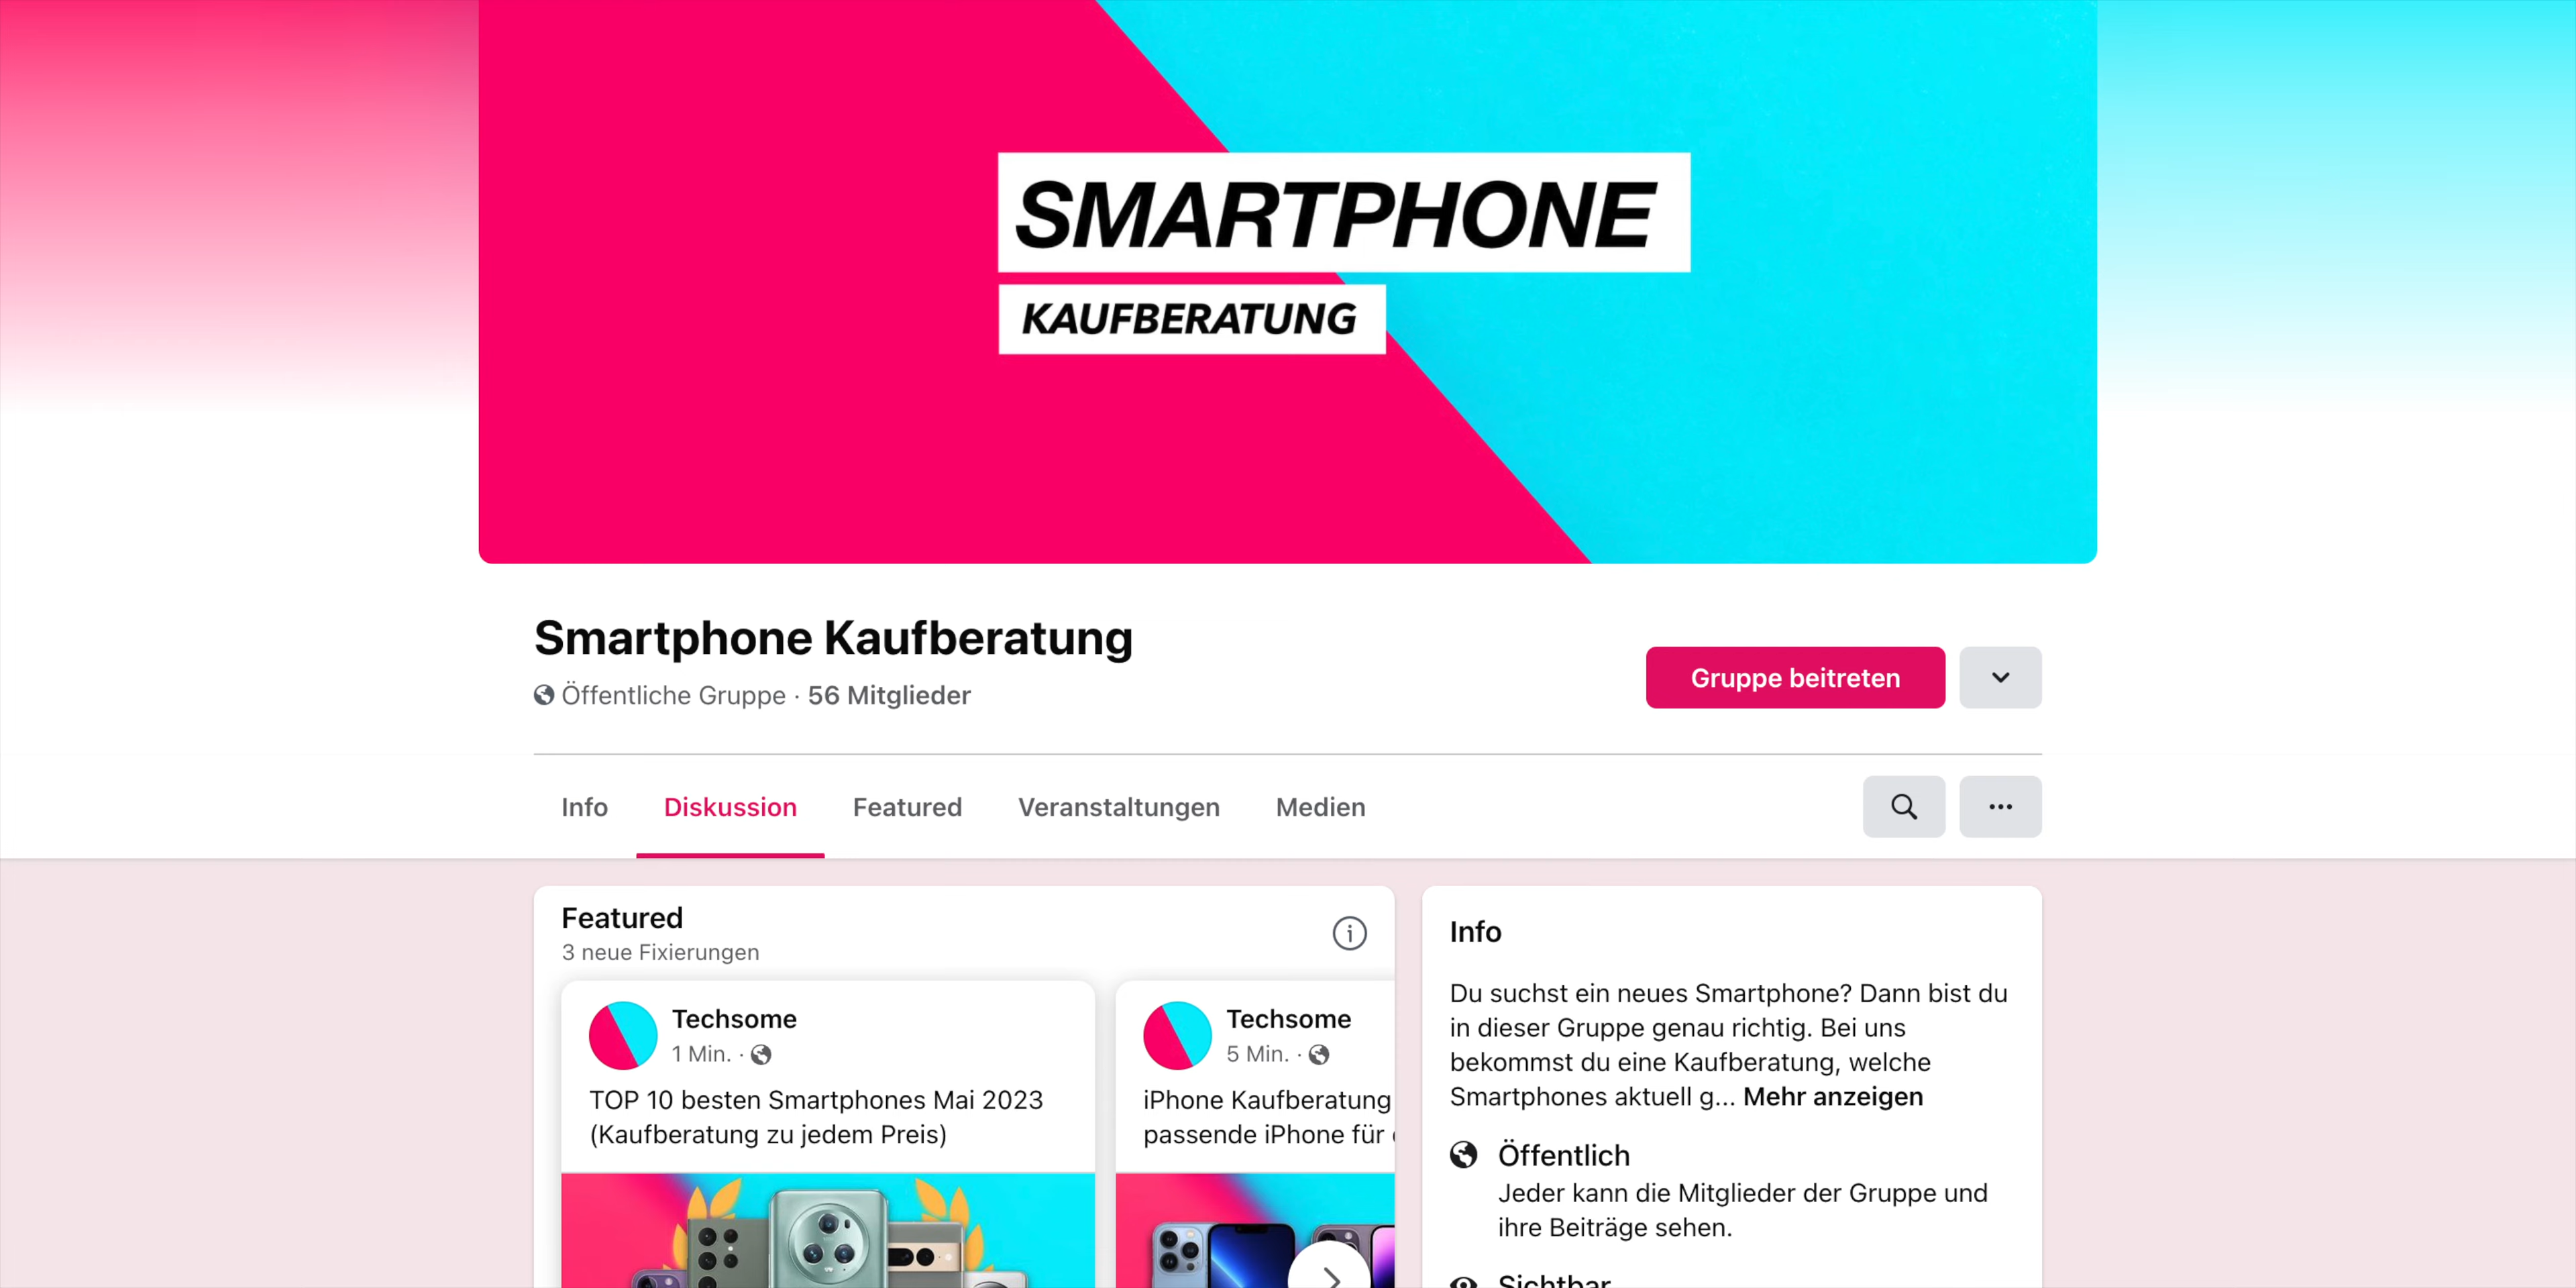 SMARTPHONE
KAUFBERATUNG
Smartphone Kaufberatung
Öffentliche Gruppe · 56 Mitglieder
Gruppe beitreten
Info
Diskussion
Featured
Veranstaltungen
Medien
Featured
3 neue Fixierungen
Techsome
1 Min. ·
TOP 10 besten Smartphones Mai 2023
(Kaufberatung zu jedem Preis)
Techsome
5 Min. ·
iPhone Kaufberatung
passende iPhone für
Info
Du suchst ein neues Smartphone? Dann bist du
in dieser Gruppe genau richtig. Bei uns
bekommst du eine Kaufberatung, welche
Smartphones aktuell g... Mehr anzeigen
Öffentlich
Jeder kann die Mitglieder der Gruppe und
ihre Beiträge sehen.
Sichtbar